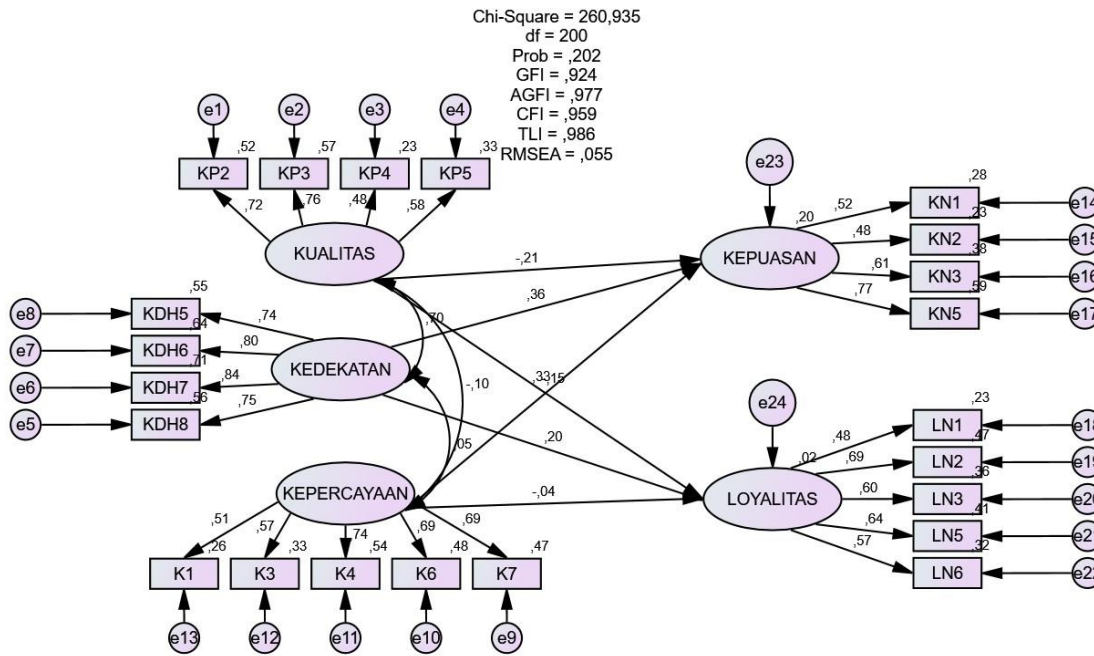 Chi-Square = 260,935
df = 200
Prob = ,202
GFI = ,924
AGFI = ,977
CFI = ,959
TLI = ,986
RMSEA = ,055
e1 e2 e3 e4
,52 ,57 ,23 ,33
KP2 KP3 KP4 KP5
,72 ,76 ,48 ,58
KUALITAS
e23
,20
KEPUASAN
,28
,52 KN1 e14
,23
,48 KN2 e15
,38
,61 KN3 e16
,59
,77 KN5 e17
-,21
,36
,70
,55
e8 KDH5 ,74
,64
e7 KDH6 ,80
,71
e6 KDH7 ,84
,56
e5 KDH8 ,75
KEDEKATAN
-,10
,33 ,15
,05
,20
e24
,02
LOYALITAS
,23
,48 LN1 e18
,47
,69 LN2 e19
,36
,60 LN3 e20
,41
,64 LN5 e21
,32
,57 LN6 e22
KEPERCAYAAN
-,04
,51 ,57 ,74 ,69 ,69
,26 ,33 ,54 ,48 ,47
K1 K3 K4 K6 K7
e13 e12 e11 e10 e9